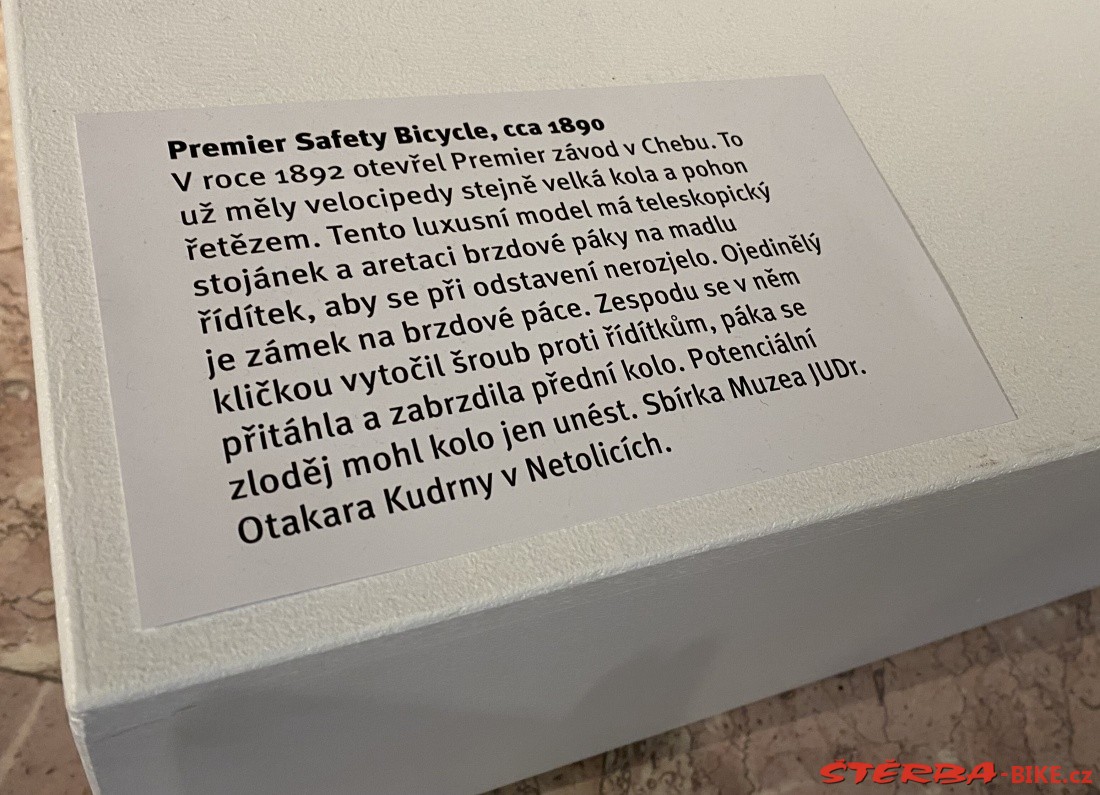 Premier Safety Bicycle, cca 1890
V roce 1892 otevřel Premier závod v Chebu. To
už měly velocipedy stejně velká kola a pohon
řetězem. Tento luxusní model má teleskopický
stojánek a aretaci brzdové páky na madlu
řídítek, aby se při odstavení nerozjelo. Ojedinělý
je zámek na brzdové páce. Zespodu se v něm
kličkou vytočil šroub proti řídítkům, páka se
přitáhla a zabrzdila přední kolo. Potenciální
zloděj mohl kolo jen unést. Sbírka Muzea JUDr.
Otakara Kudrny v Netolicích.
ŠTĚRBA-BIKE.cz